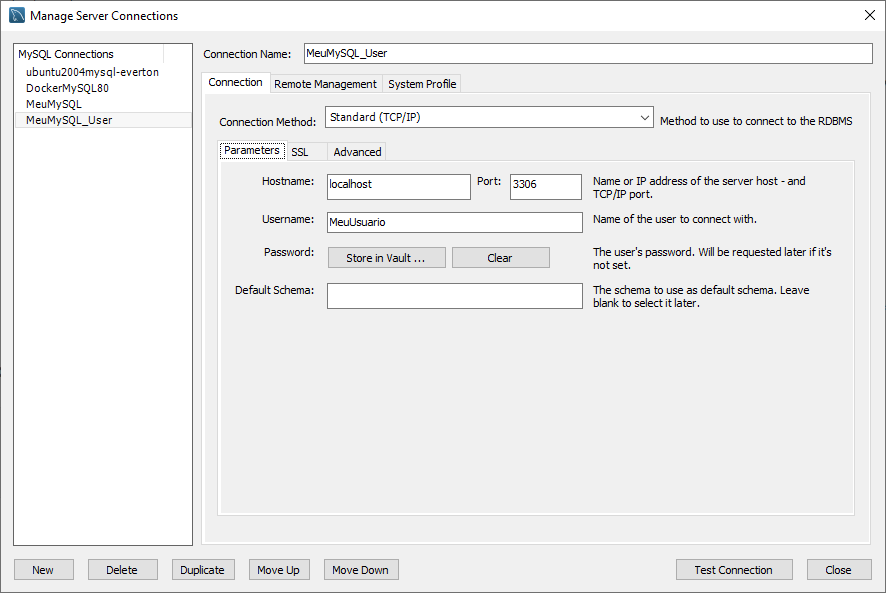 Manage Server Connections
MySQL Connections
ubuntu2004mysql-everton
DockerMySQL80
MeuMySQL
MeuMySQL_User
Connection Name: MeuMySQL_User
Connection Remote Management System Profile
Connection Method: Standard (TCP/IP) Method to use to connect to the RDBMS
Parameters SSL Advanced
Hostname: localhost Port: 3306 Name or IP address of the server host - and
TCP/IP port.
Username: MeuUsuario Name of the user to connect with.
Password: Store in Vault ... Clear The user's password. Will be requested later if it's
not set.
Default Schema: The schema to use as default schema. Leave
blank to select it later.
New Delete Duplicate Move Up Move Down Test Connection Close